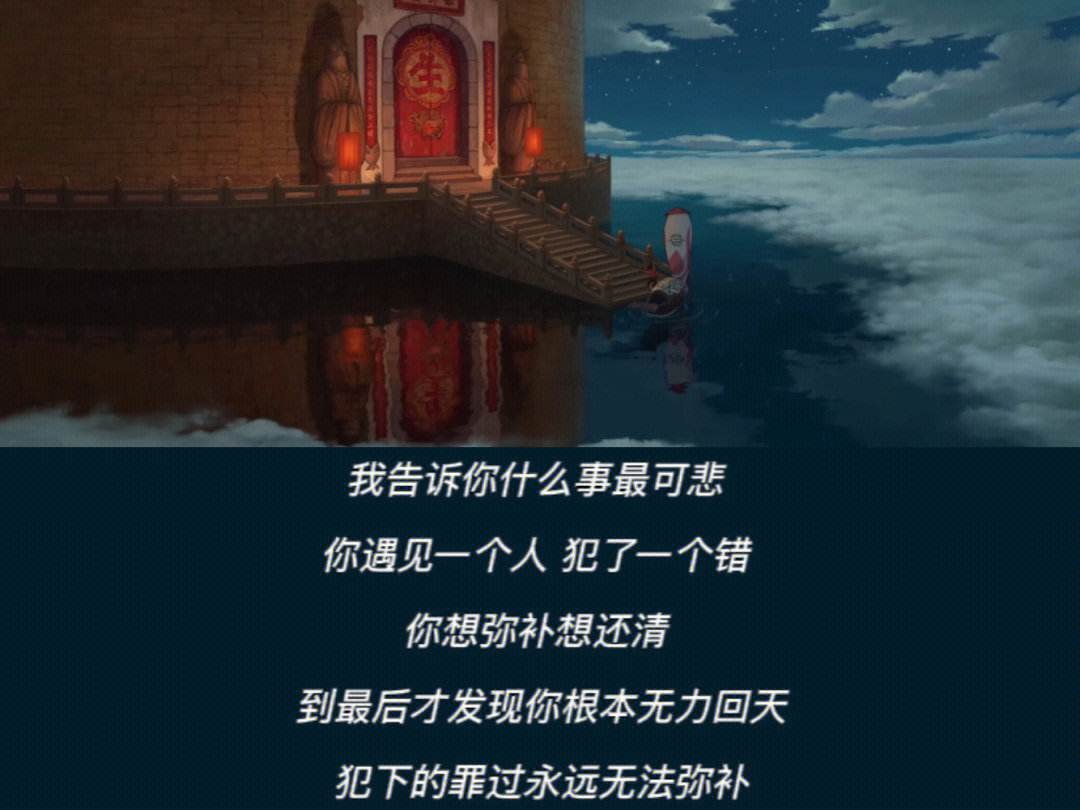 生
我告诉你什么事最可悲
你遇见一个人 犯了一个错
你想弥补想还清
到最后才发现你根本无力回天
犯下的罪过永远无法弥补